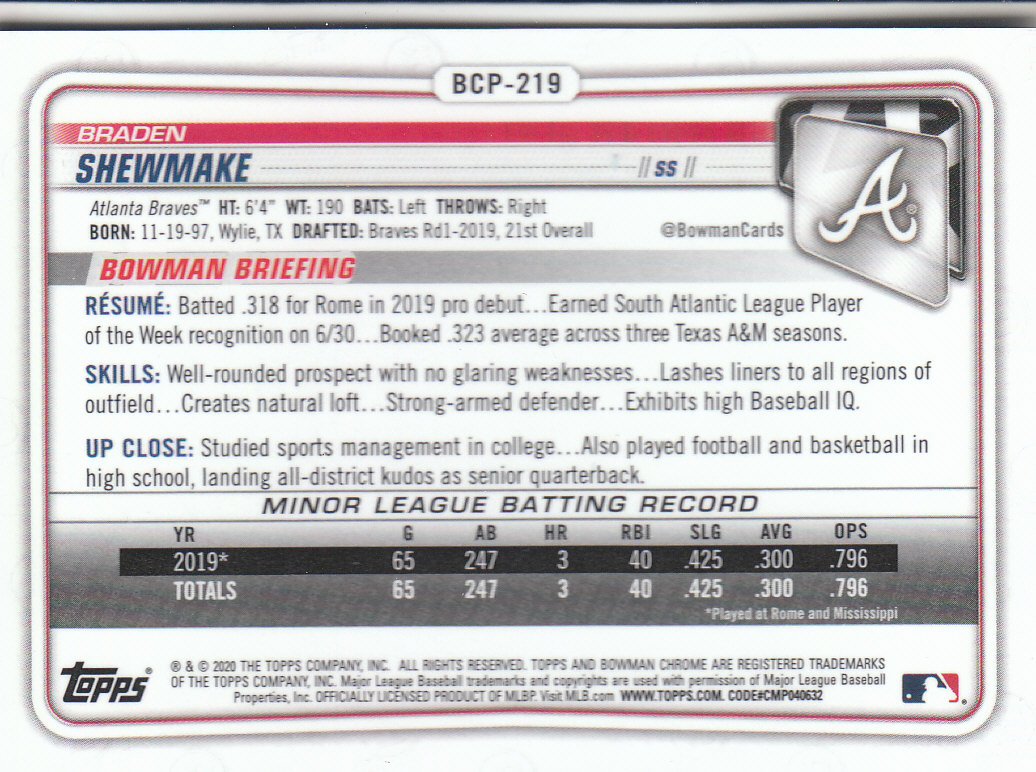 BCP-219
BRADEN
SHEWMAKE // SS //
Atlanta Braves™ HT: 6'4" WT: 190 BATS: Left THROWS: Right
BORN: 11-19-97, Wylie, TX DRAFTED: Braves Rd1-2019, 21st Overall @BowmanCards
A®
BOWMAN BRIEFING
RÉSUMÉ: Batted .318 for Rome in 2019 pro debut...Earned South Atlantic League Player
of the Week recognition on 6/30...Booked .323 average across three Texas A&M seasons.
SKILLS: Well-rounded prospect with no glaring weaknesses...Lashes liners to all regions of
outfield...Creates natural loft...Strong-armed defender...Exhibits high Baseball IQ.
UP CLOSE: Studied sports management in college...Also played football and basketball in
high school, landing all-district kudos as senior quarterback.
MINOR LEAGUE BATTING RECORD
YR G AB HR RBI SLG AVG OPS
2019* 65 247 3 40 .425 .300 .796
TOTALS 65 247 3 40 .425 .300 .796
*Played at Rome and Mississippi
Topps®
® & © 2020 THE TOPPS COMPANY, INC. ALL RIGHTS RESERVED. TOPPS AND BOWMAN CHROME ARE REGISTERED TRADEMARKS
OF THE TOPPS COMPANY, INC. Major League Baseball trademarks and copyrights are used with permission of Major League Baseball
Properties, Inc. OFFICIALLY LICENSED PRODUCT OF MLBP. Visit MLB.com WWW.TOPPS.COM. CODE#CMP040632